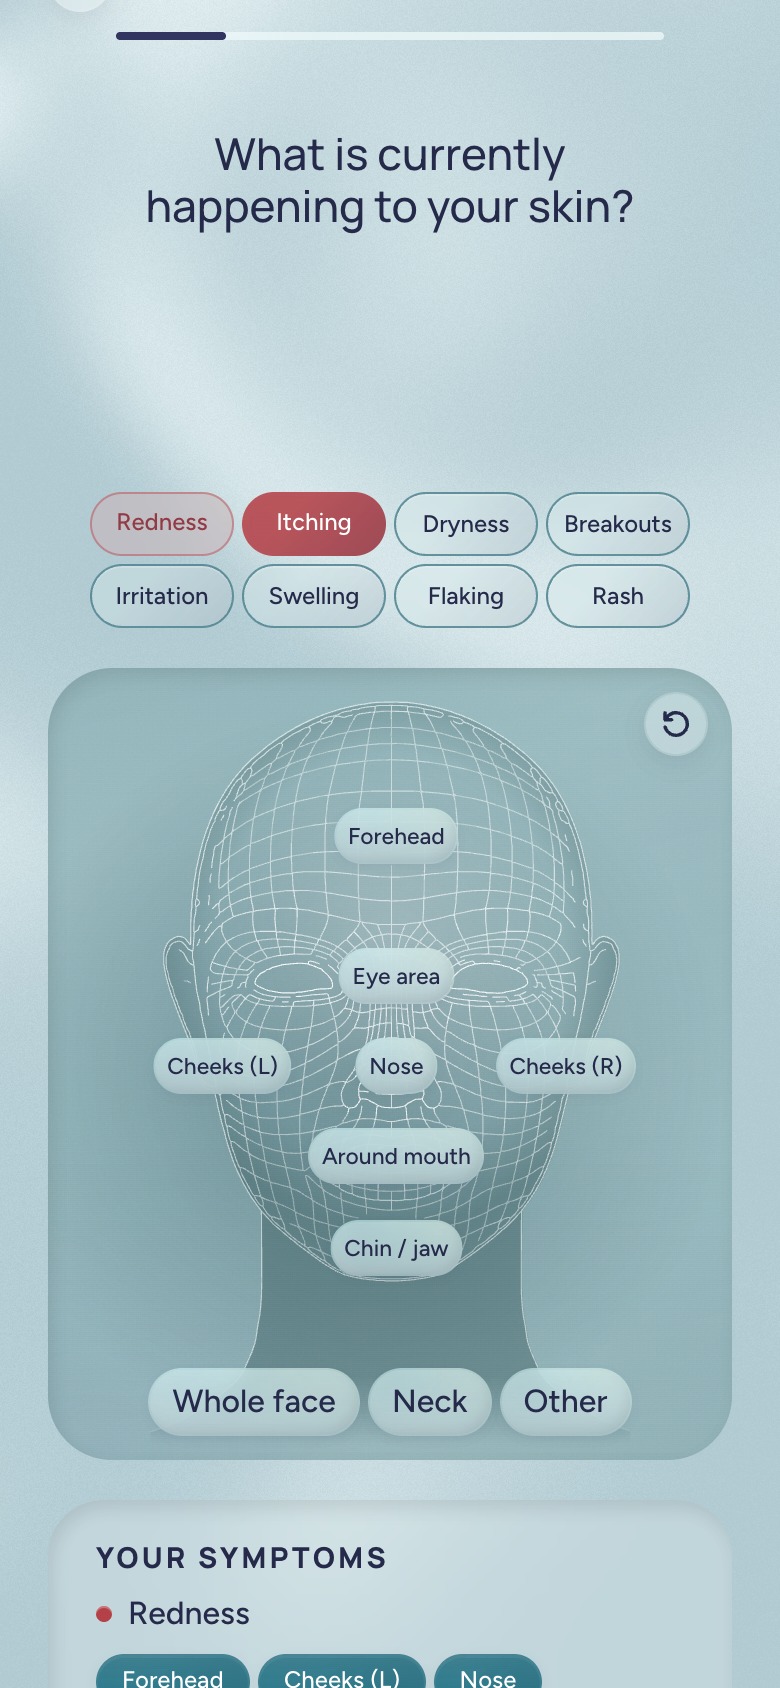 What is currently
happening to your skin?
Redness Itching Dryness Breakouts
Irritation Swelling Flaking Rash
Forehead
Eye area
Cheeks (L) Nose Cheeks (R)
Around mouth
Chin / jaw
Whole face Neck Other
YOUR SYMPTOMS
Redness
Forehead Cheeks (L) Nose